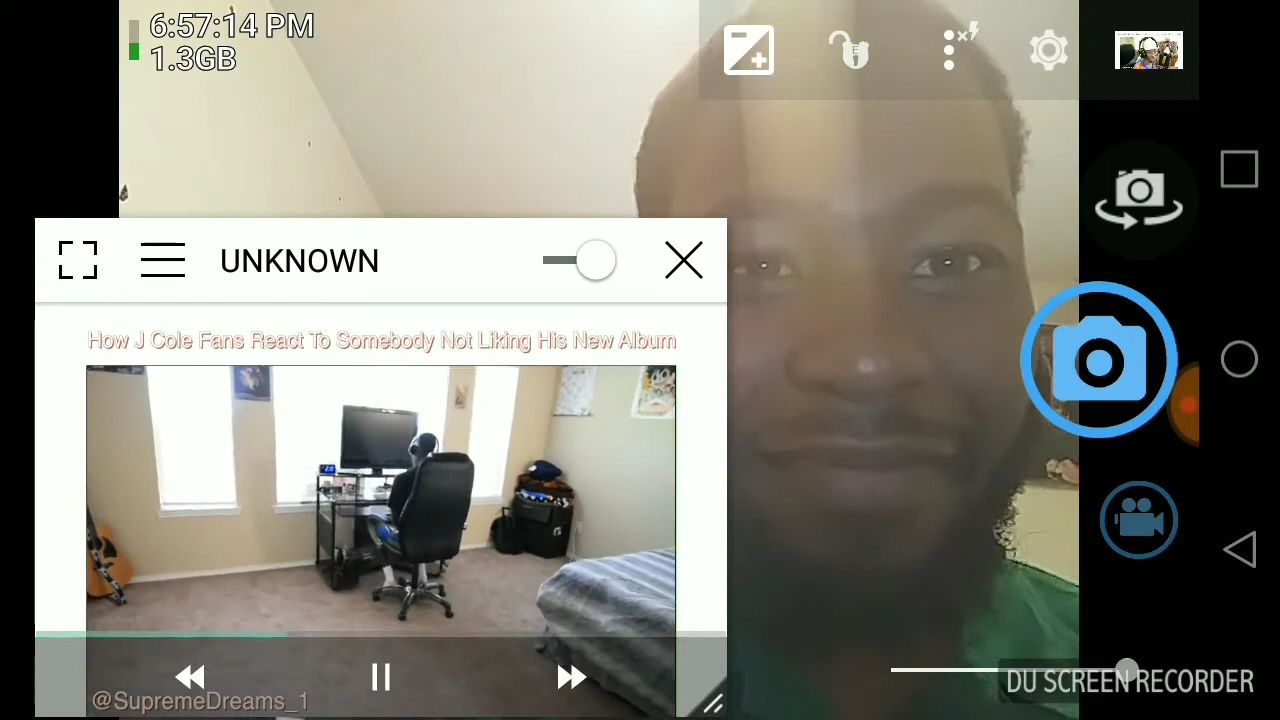 6:57:14 PM
1.3GB
UNKNOWN
How J Cole Fans React To Somebody Not Liking His New Album
@SupremeDreams_1
DU SCREEN RECORDER